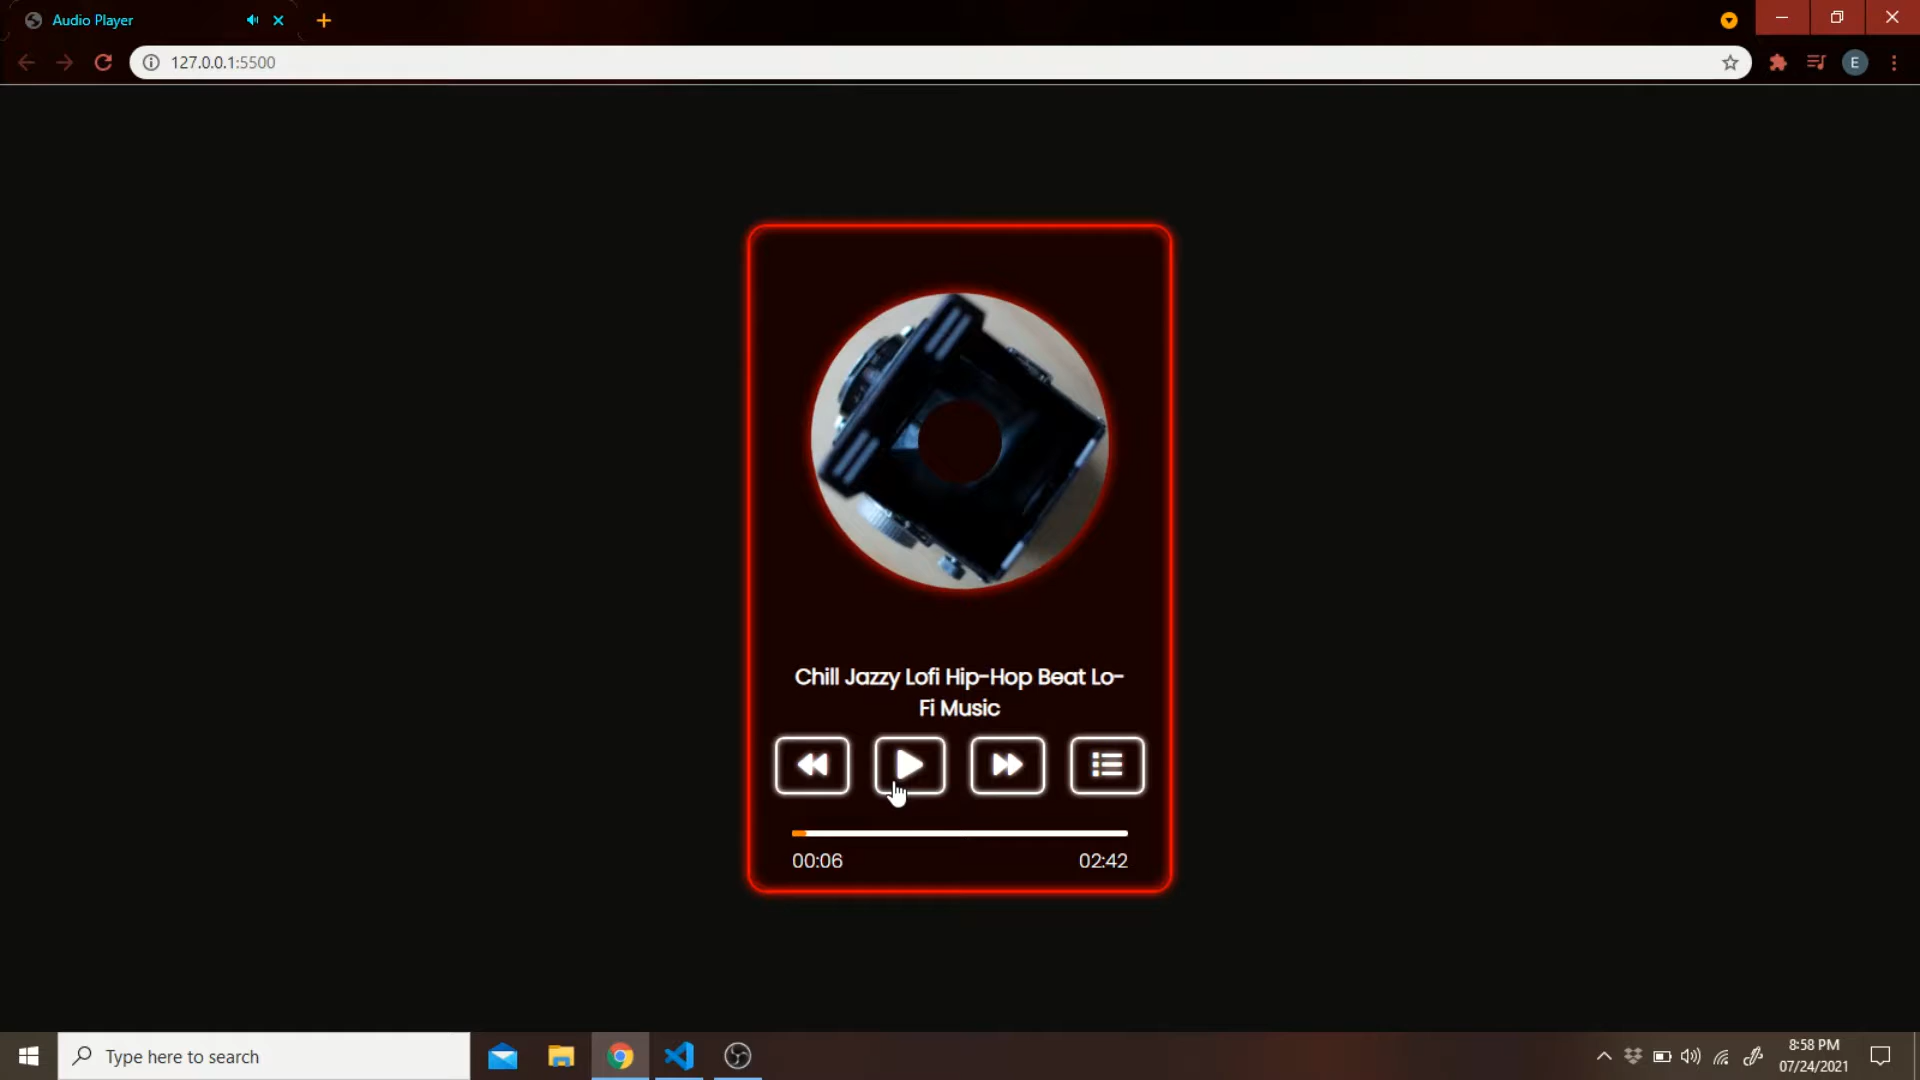 Audio Player
127.0.0.1:5500
E
Chill Jazzy Lofi Hip-Hop Beat Lo-
Fi Music
00:06
02:42
Type here to search
8:58 PM
07/24/2021